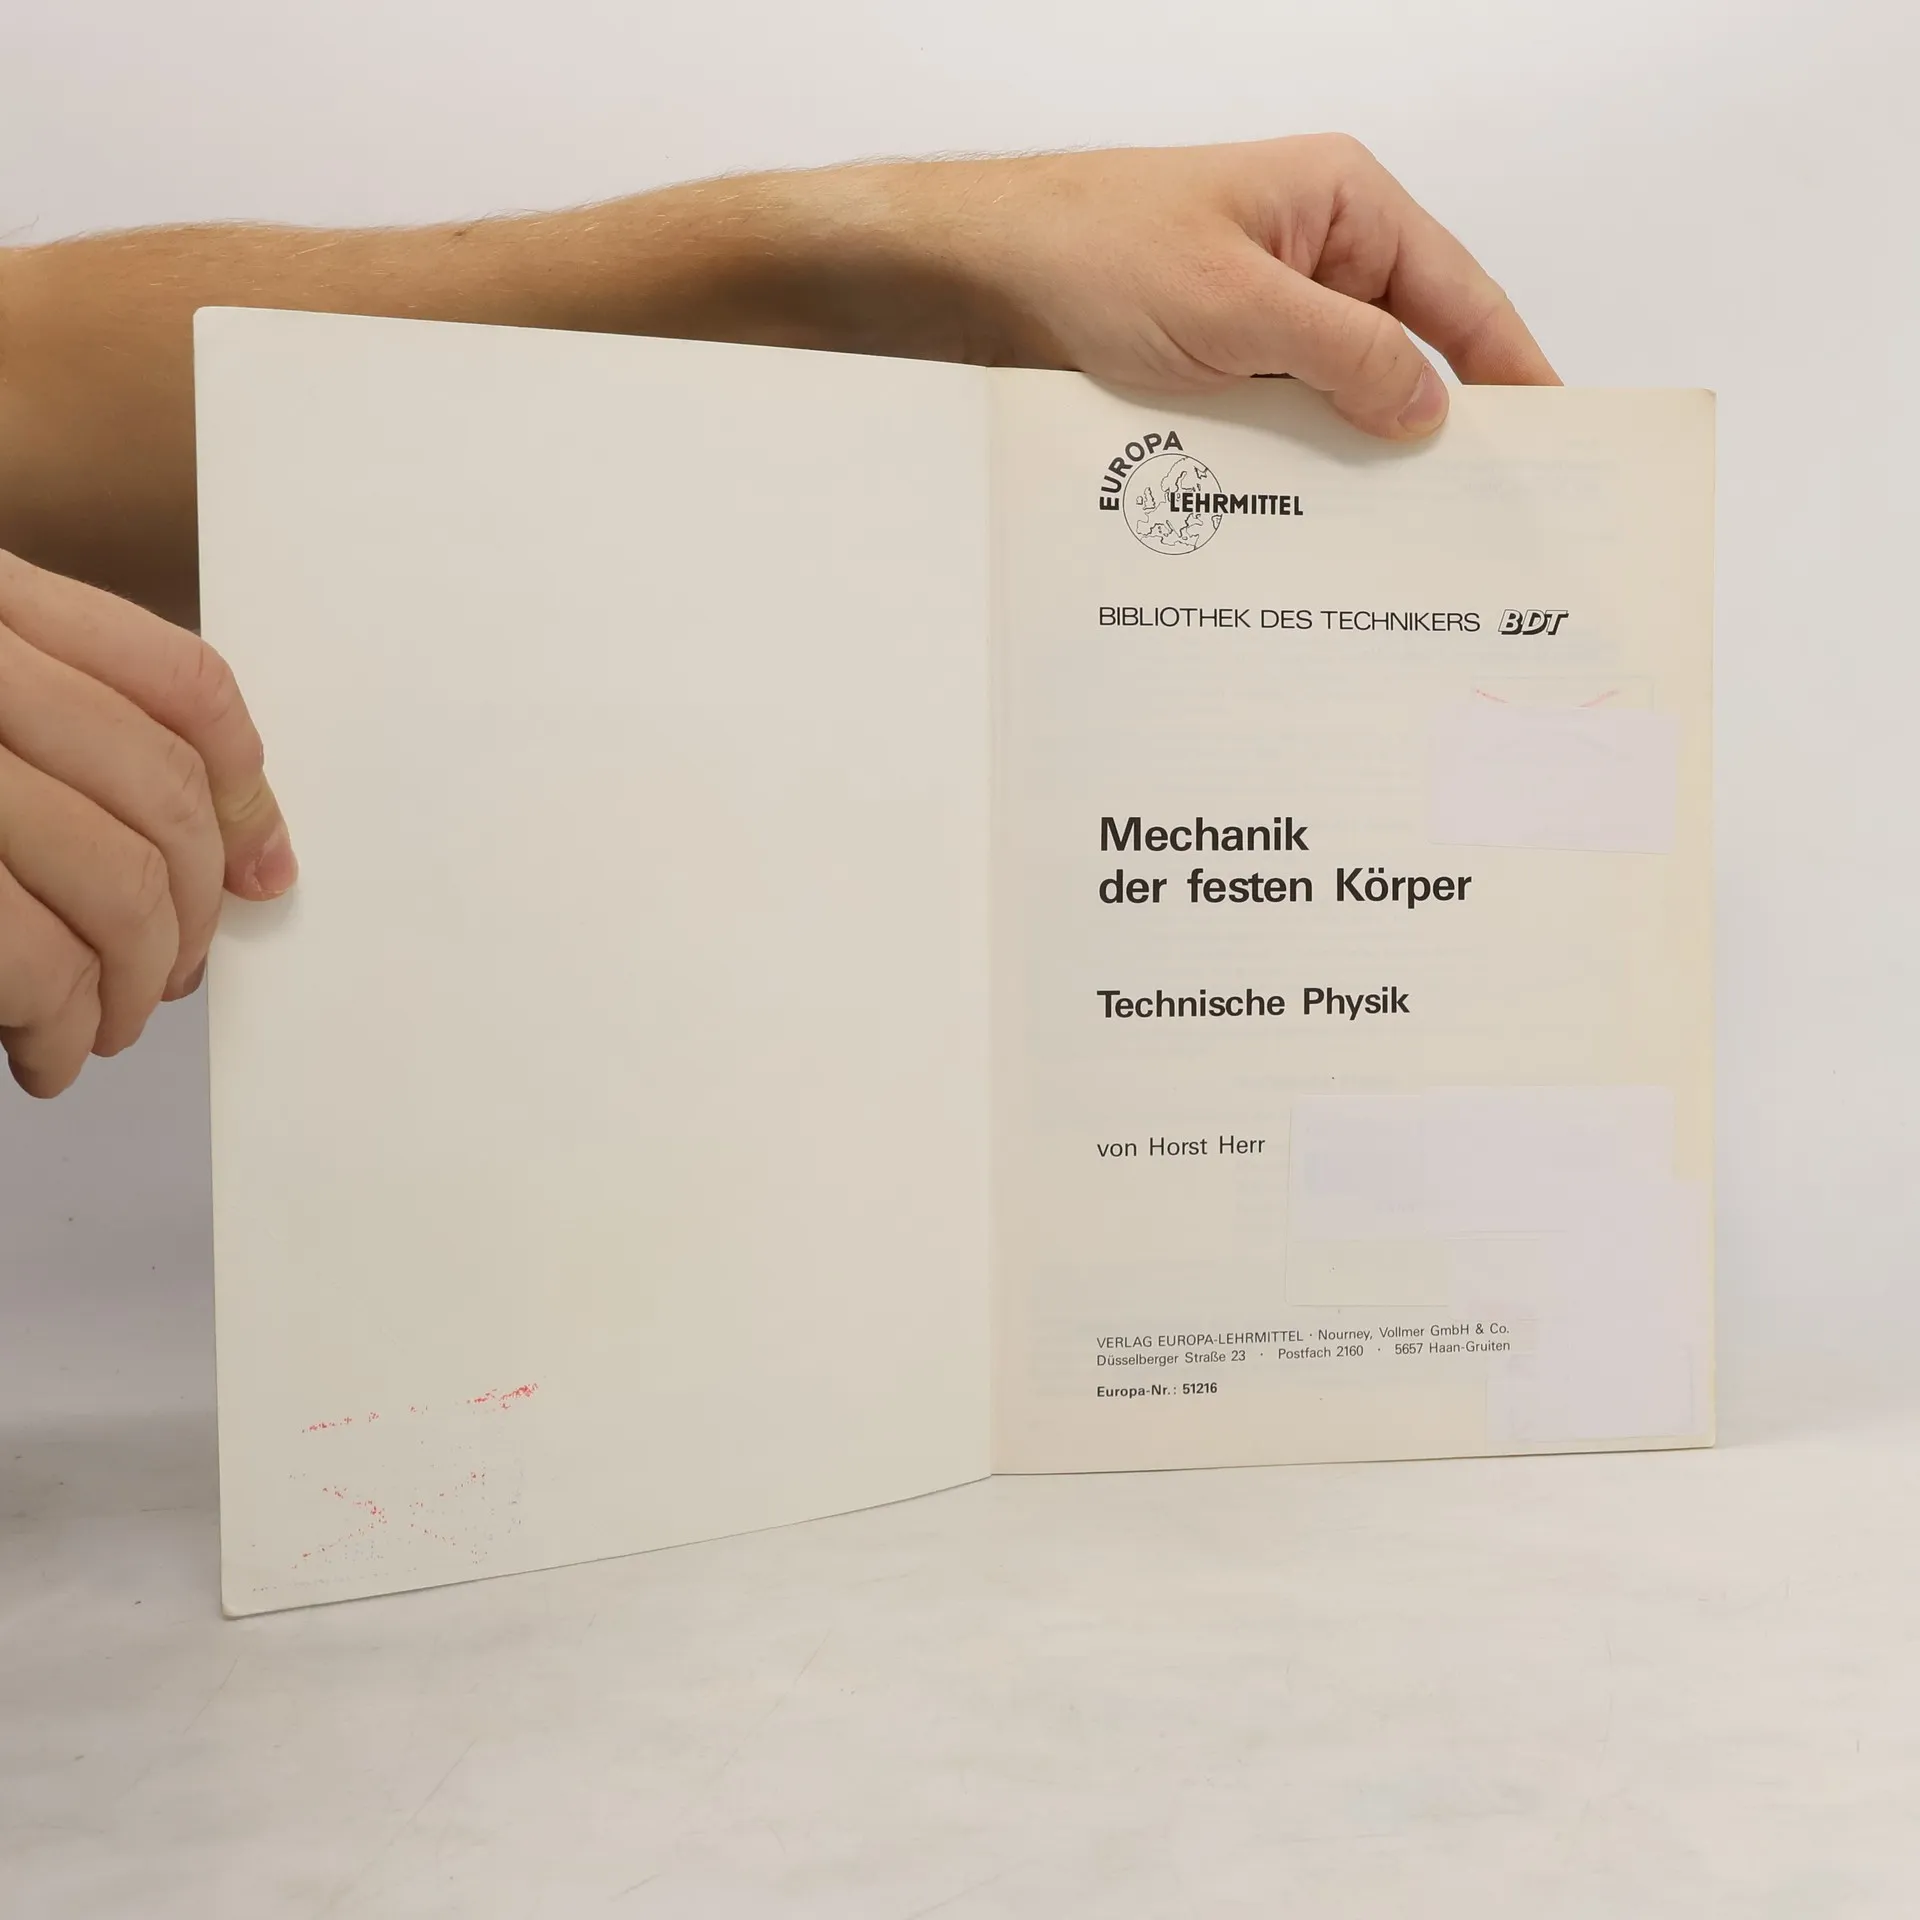 EUROPA
LEHRMITTEL
BIBLIOTHEK DES TECHNIKERS BDT
Mechanik
der festen Körper
Technische Physik
von Horst Herr
VERLAG EUROPA-LEHRMITTEL · Nourney, Vollmer GmbH & Co.
Düsselberger Straße 23 · Postfach 2160 · 5657 Haan-Gruiten
Europa-Nr.: 51216